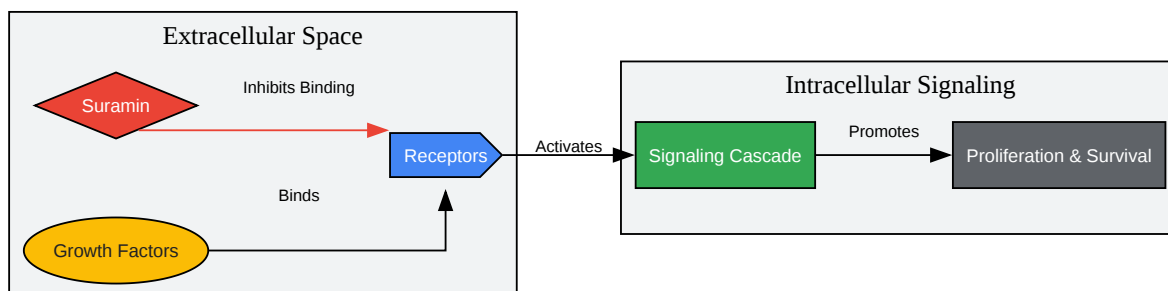 Extracellular Space
Suramin
Inhibits Binding
Receptors
Binds
Growth Factors
Activates
Intracellular Signaling
Signaling Cascade
Promotes
Proliferation & Survival